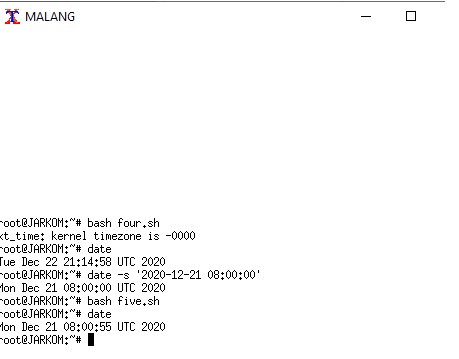 MALANG
root@JARKOM:~# bash four.sh
xt_time: kernel timezone is -0000
root@JARKOM:~# date
Tue Dec 22 21:14:58 UTC 2020
root@JARKOM:~# date -s '2020-12-21 08:00:00'
Mon Dec 21 08:00:00 UTC 2020
root@JARKOM:~# bash five.sh
root@JARKOM:~# date
Mon Dec 21 08:00:55 UTC 2020
root@JARKOM:~#